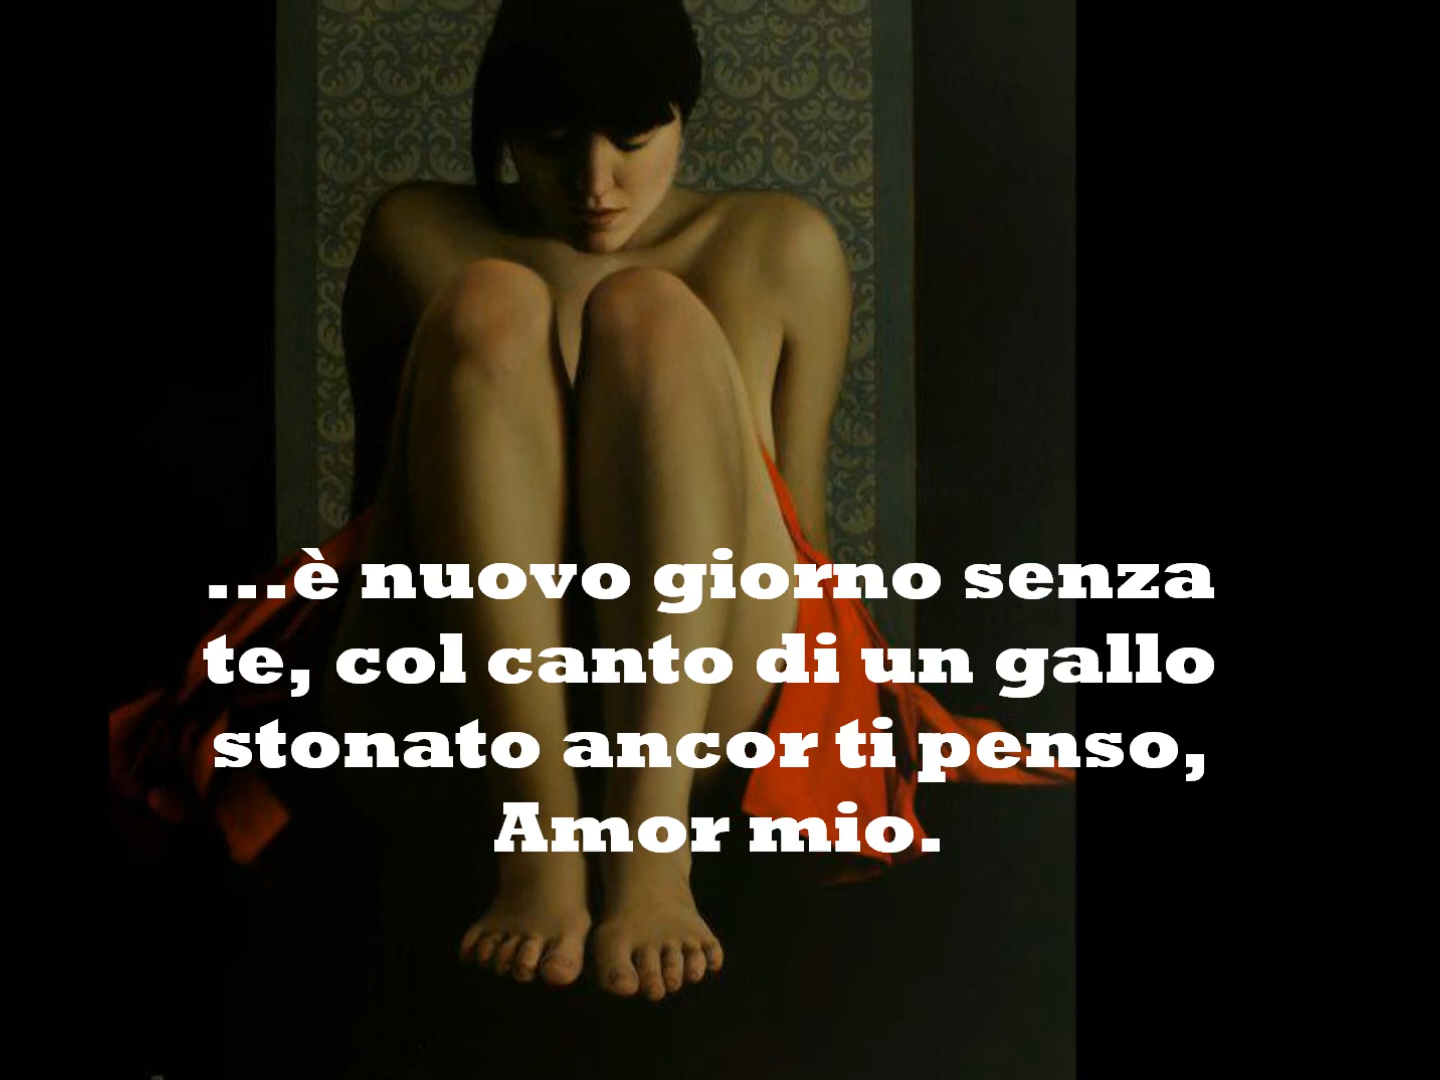 ...è nuovo giorno senza
te, col canto di un gallo
stonato ancor ti penso,
Amor mio.